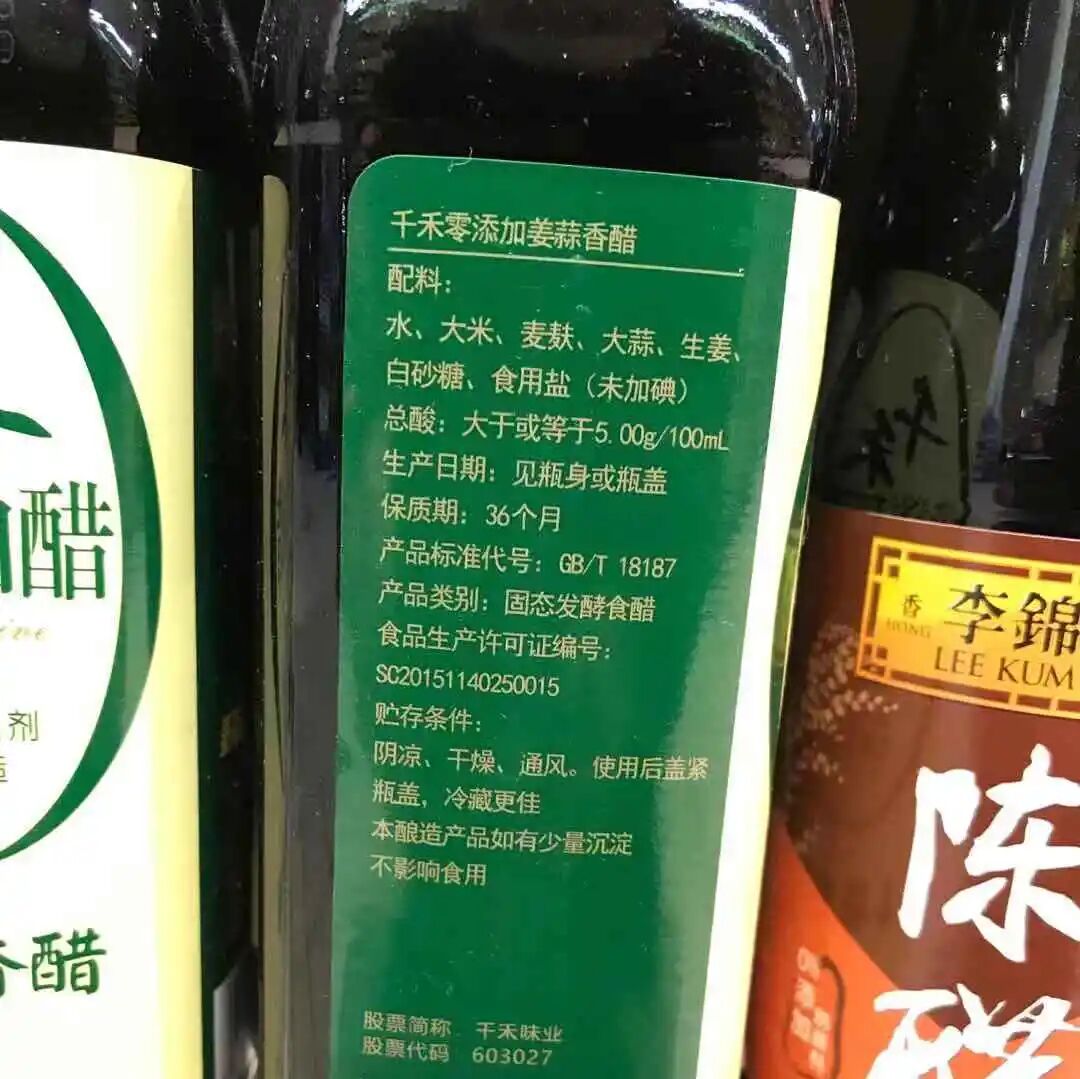 千禾零添加姜蒜香醋
配料:
水、大米、麦麸、大蒜、生姜、
白砂糖、食用盐（未加碘）
总酸: 大于或等于5.00g/100mL
生产日期: 见瓶身或瓶盖
保质期: 36个月
产品标准代号: GB/T 18187
产品类别: 固态发酵食醋
食品生产许可证编号:
SC20151140250015
贮存条件:
阴凉、干燥、通风。使用后盖紧
瓶盖, 冷藏更佳
本酿造产品如有少量沉淀
不影响食用
股票简称 千禾味业
股票代码 603027
醋
剂
香醋
香 李錦
HONG LEE KUM
陈
醋